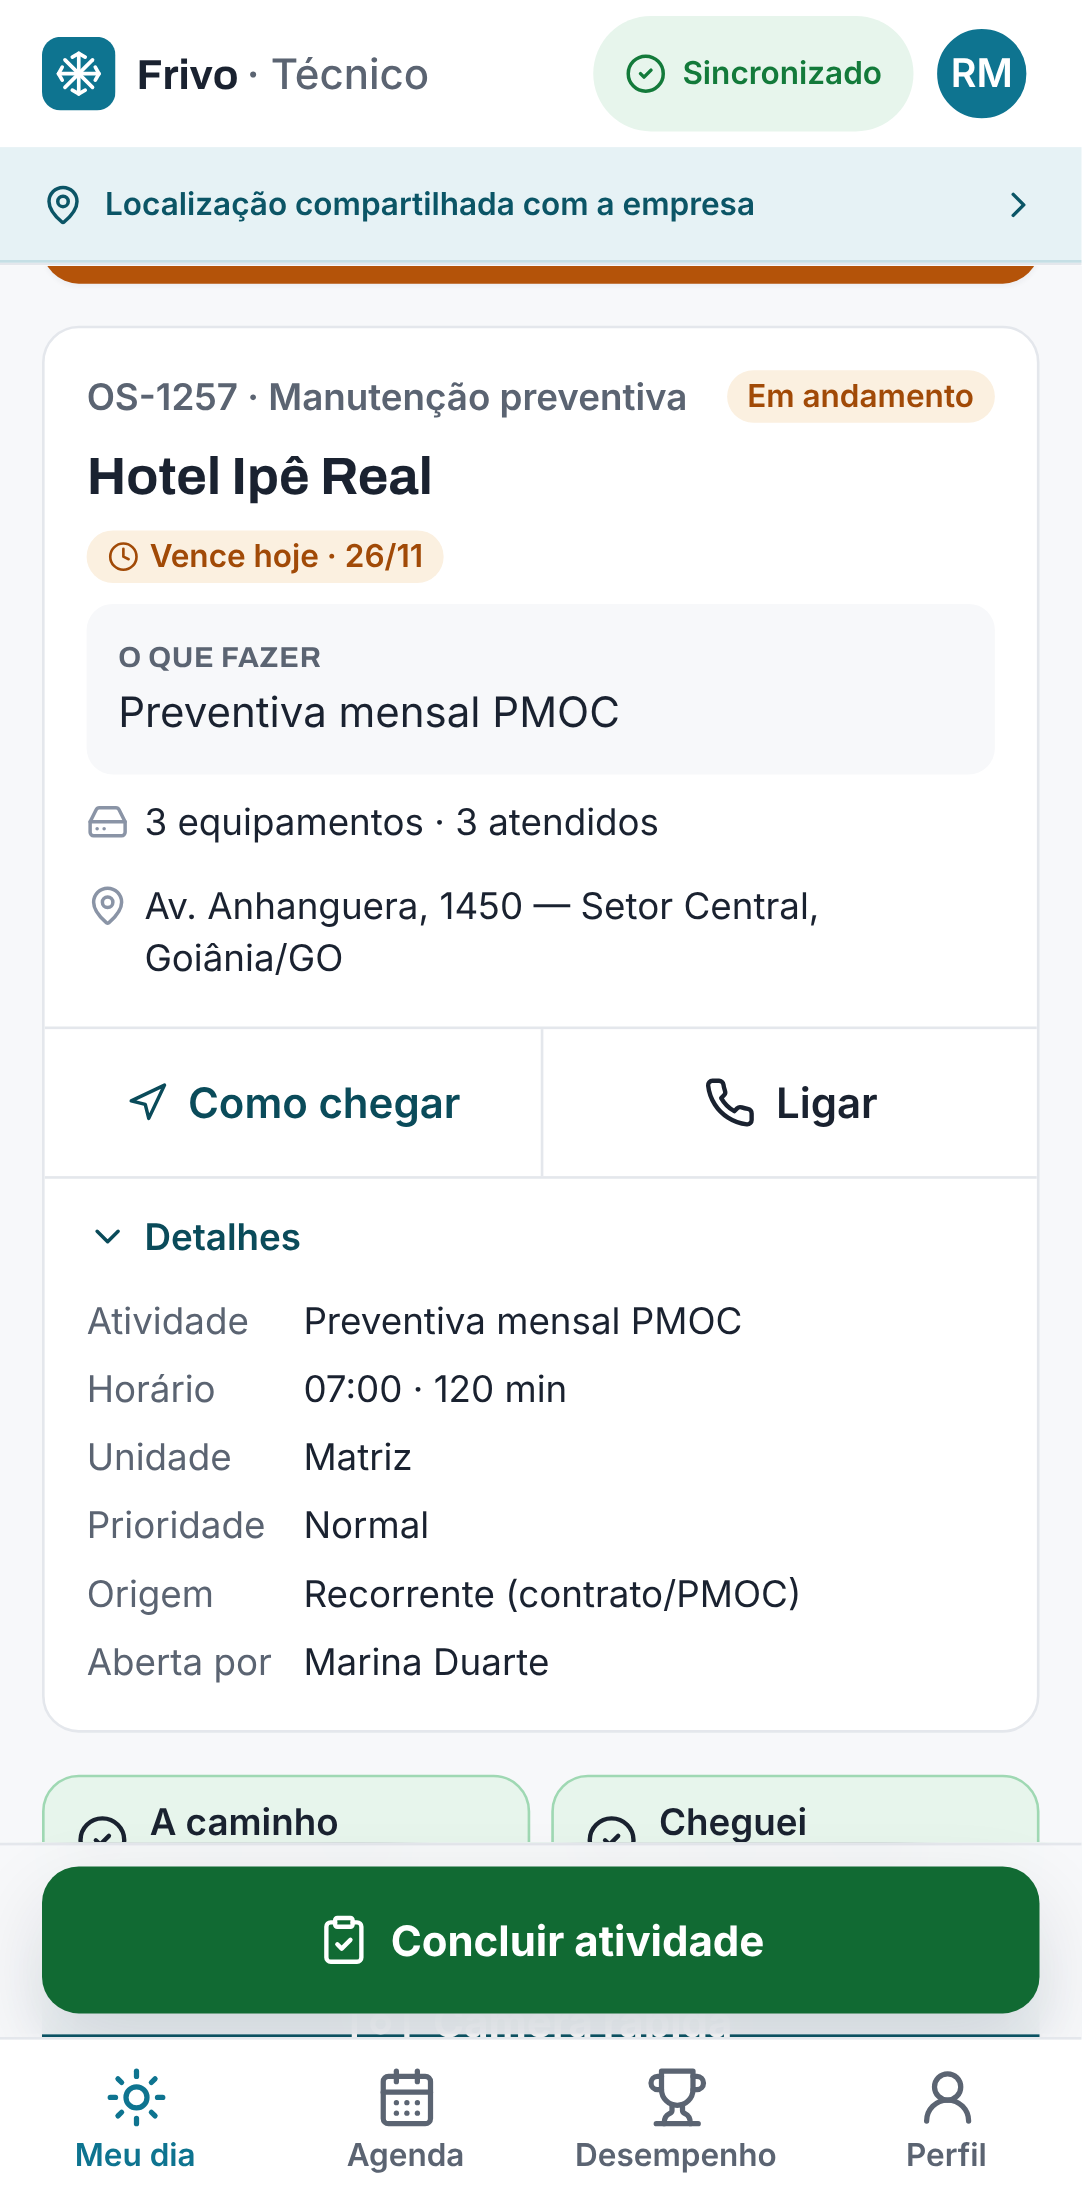 Frivo · Técnico
Sincronizado
RM
Localização compartilhada com a empresa
OS-1257 · Manutenção preventiva
Em andamento
Hotel Ipê Real
Vence hoje · 26/11
O QUE FAZER
Preventiva mensal PMOC
3 equipamentos · 3 atendidos
Av. Anhanguera, 1450 — Setor Central,
Goiânia/GO
Como chegar
Ligar
Detalhes
Atividade Preventiva mensal PMOC
Horário 07:00 · 120 min
Unidade Matriz
Prioridade Normal
Origem Recorrente (contrato/PMOC)
Aberta por Marina Duarte
A caminho
Cheguei
Concluir atividade
Câmera rápida
Meu dia
Agenda
Desempenho
Perfil